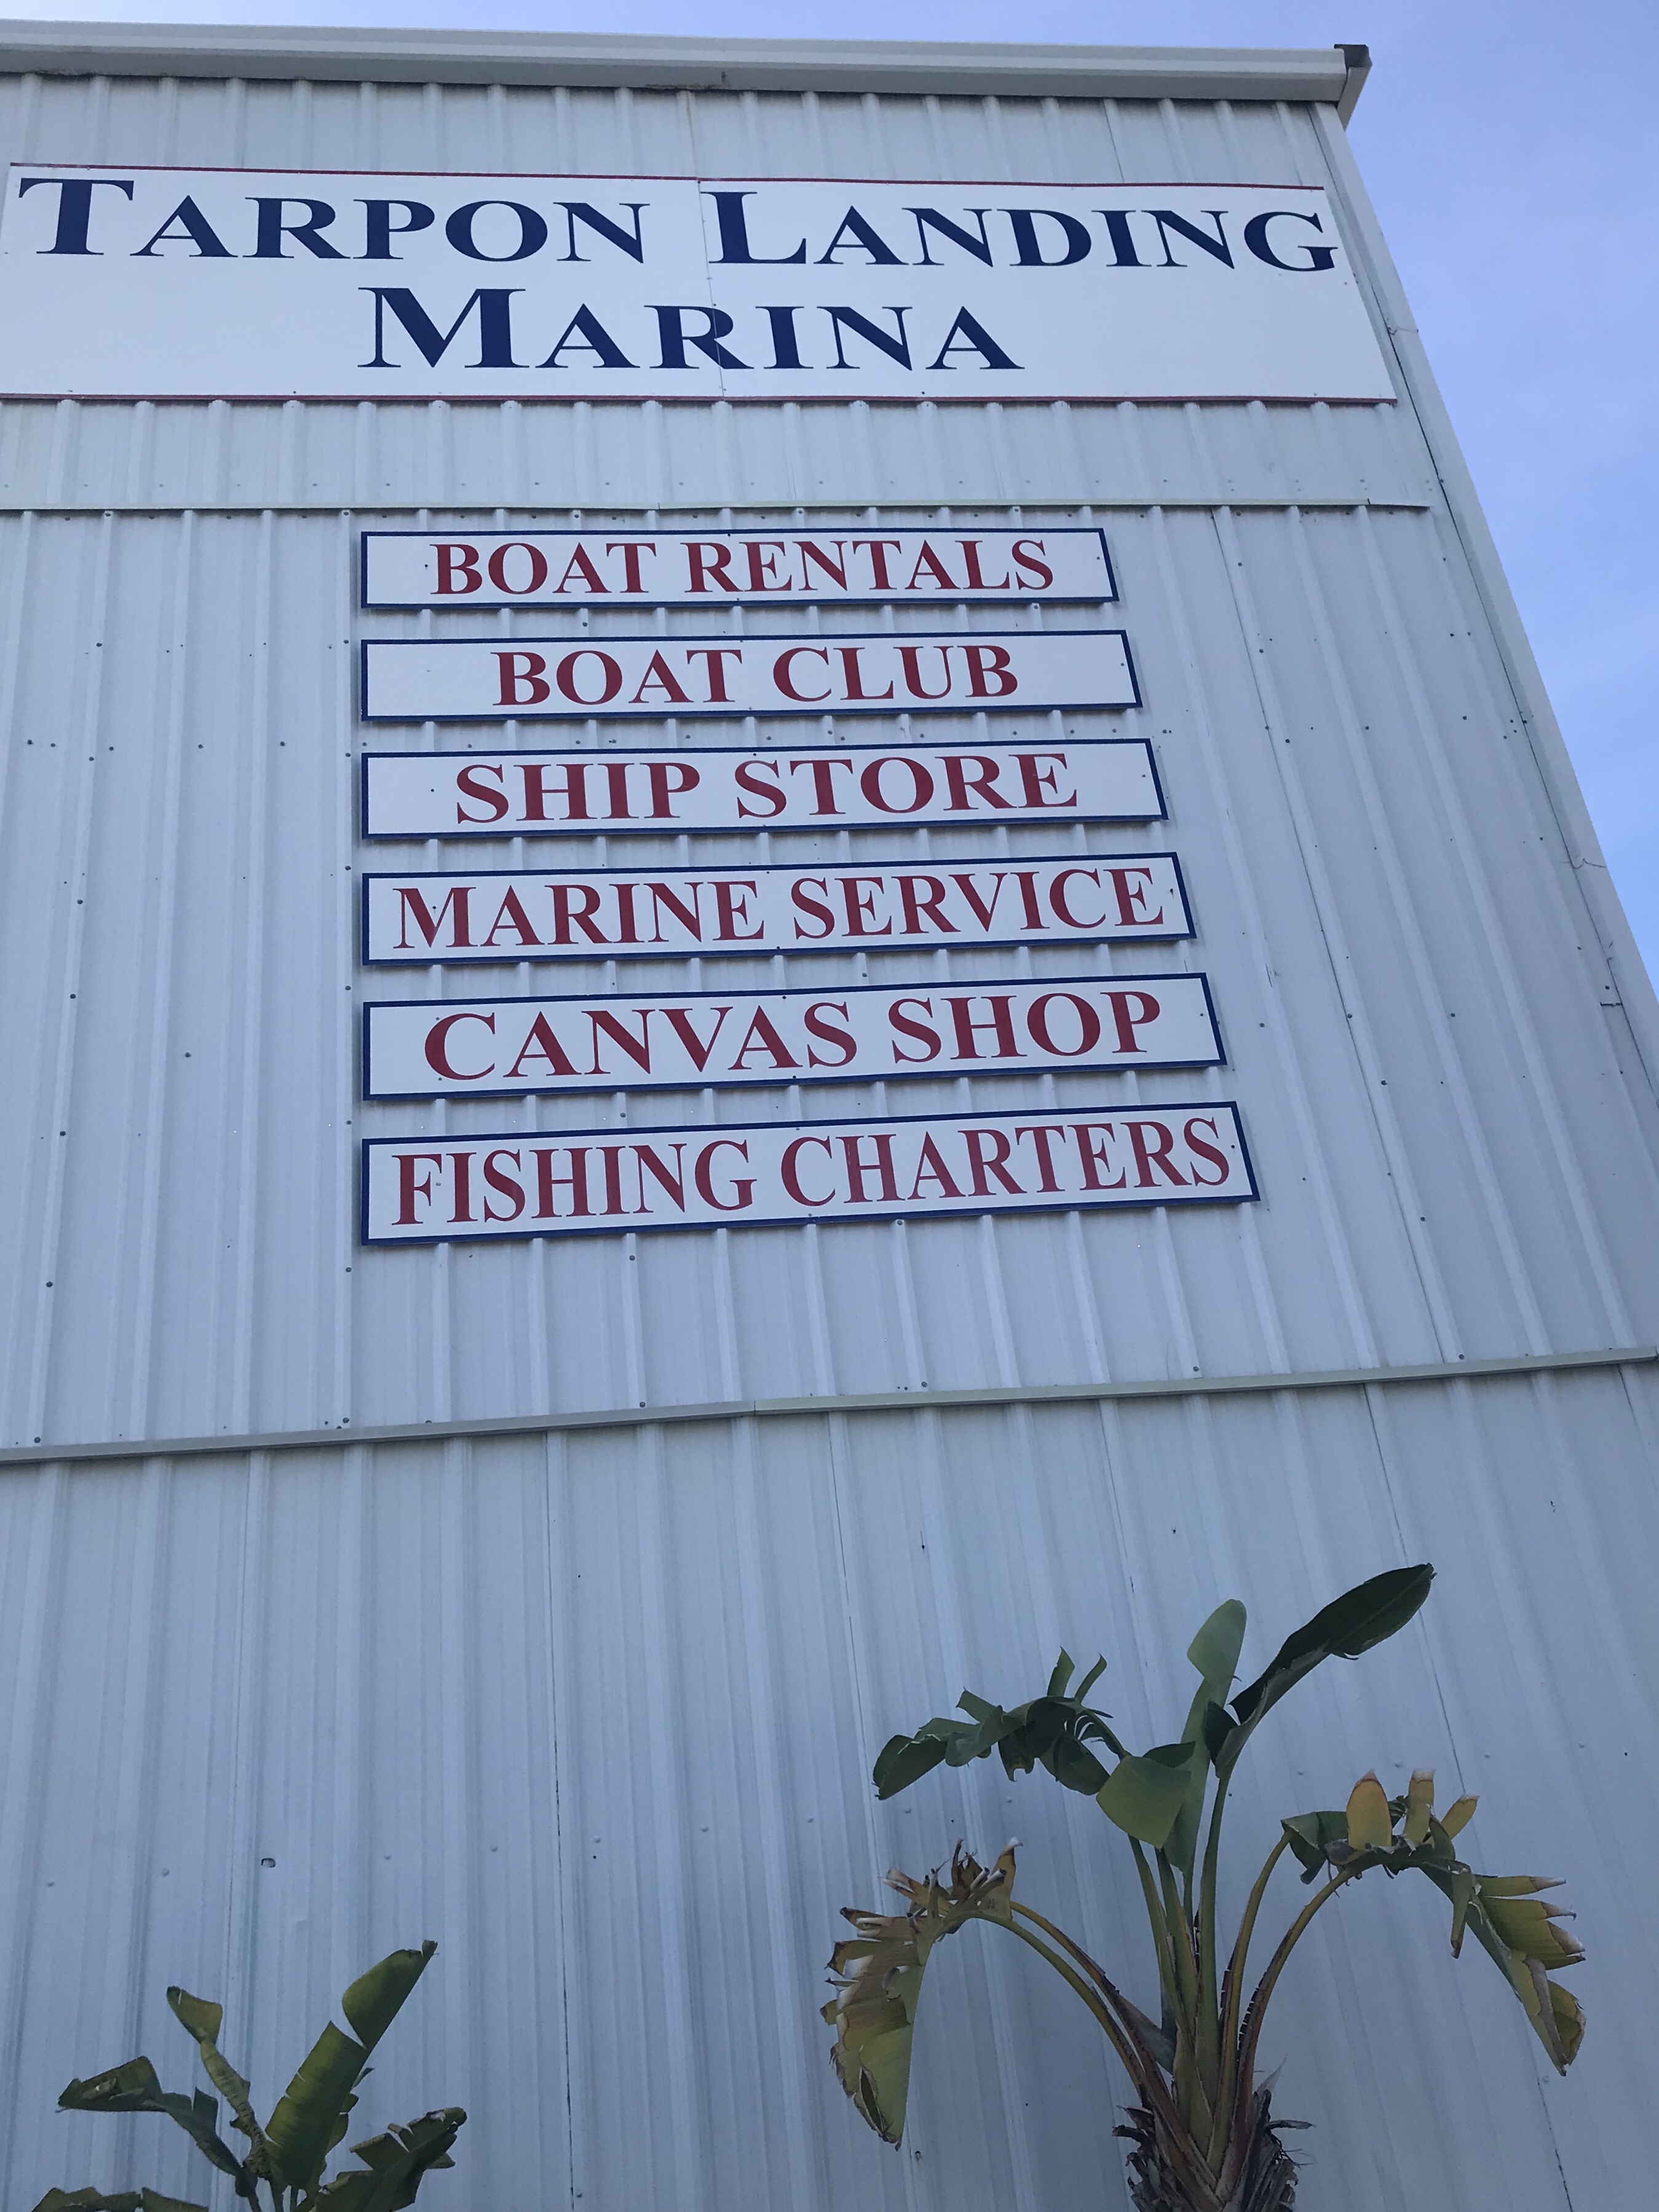 TARPON LANDING
MARINA
BOAT RENTALS
BOAT CLUB
SHIP STORE
MARINE SERVICE
CANVAS SHOP
FISHING CHARTERS